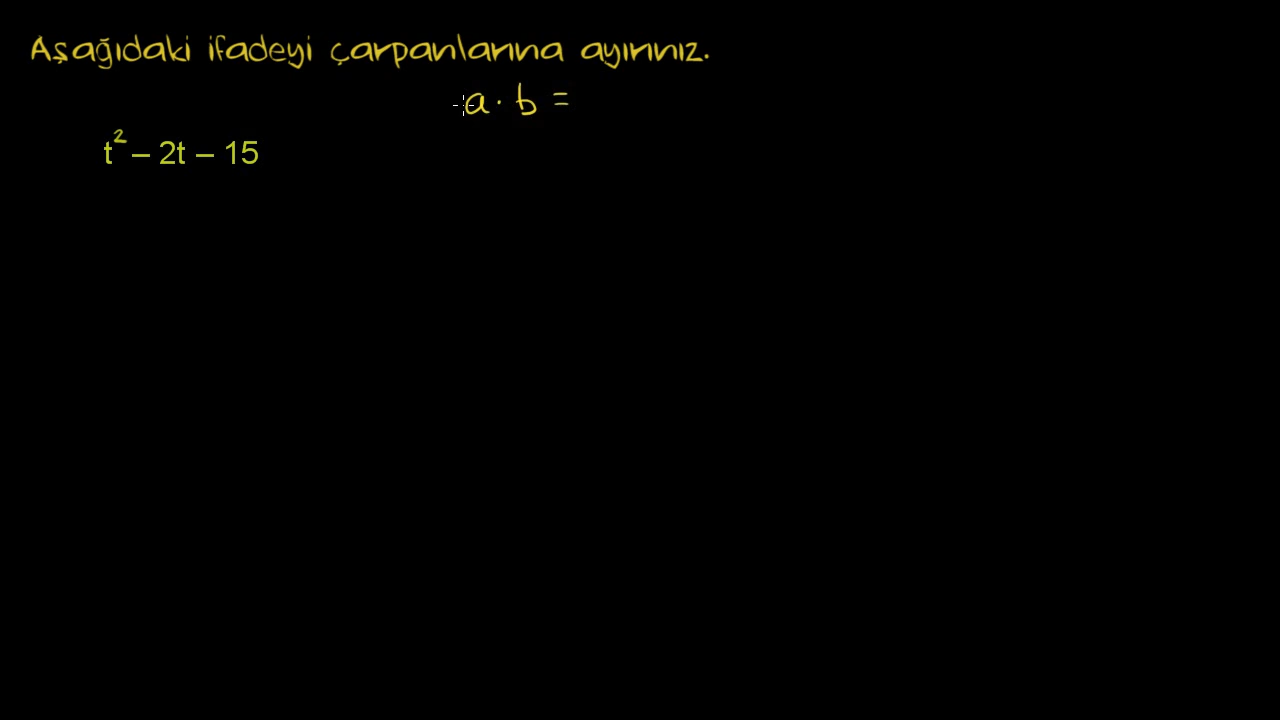 Aşağıdaki ifadeyi çarpanlarına ayırınız.
a · b =
t² – 2t – 15